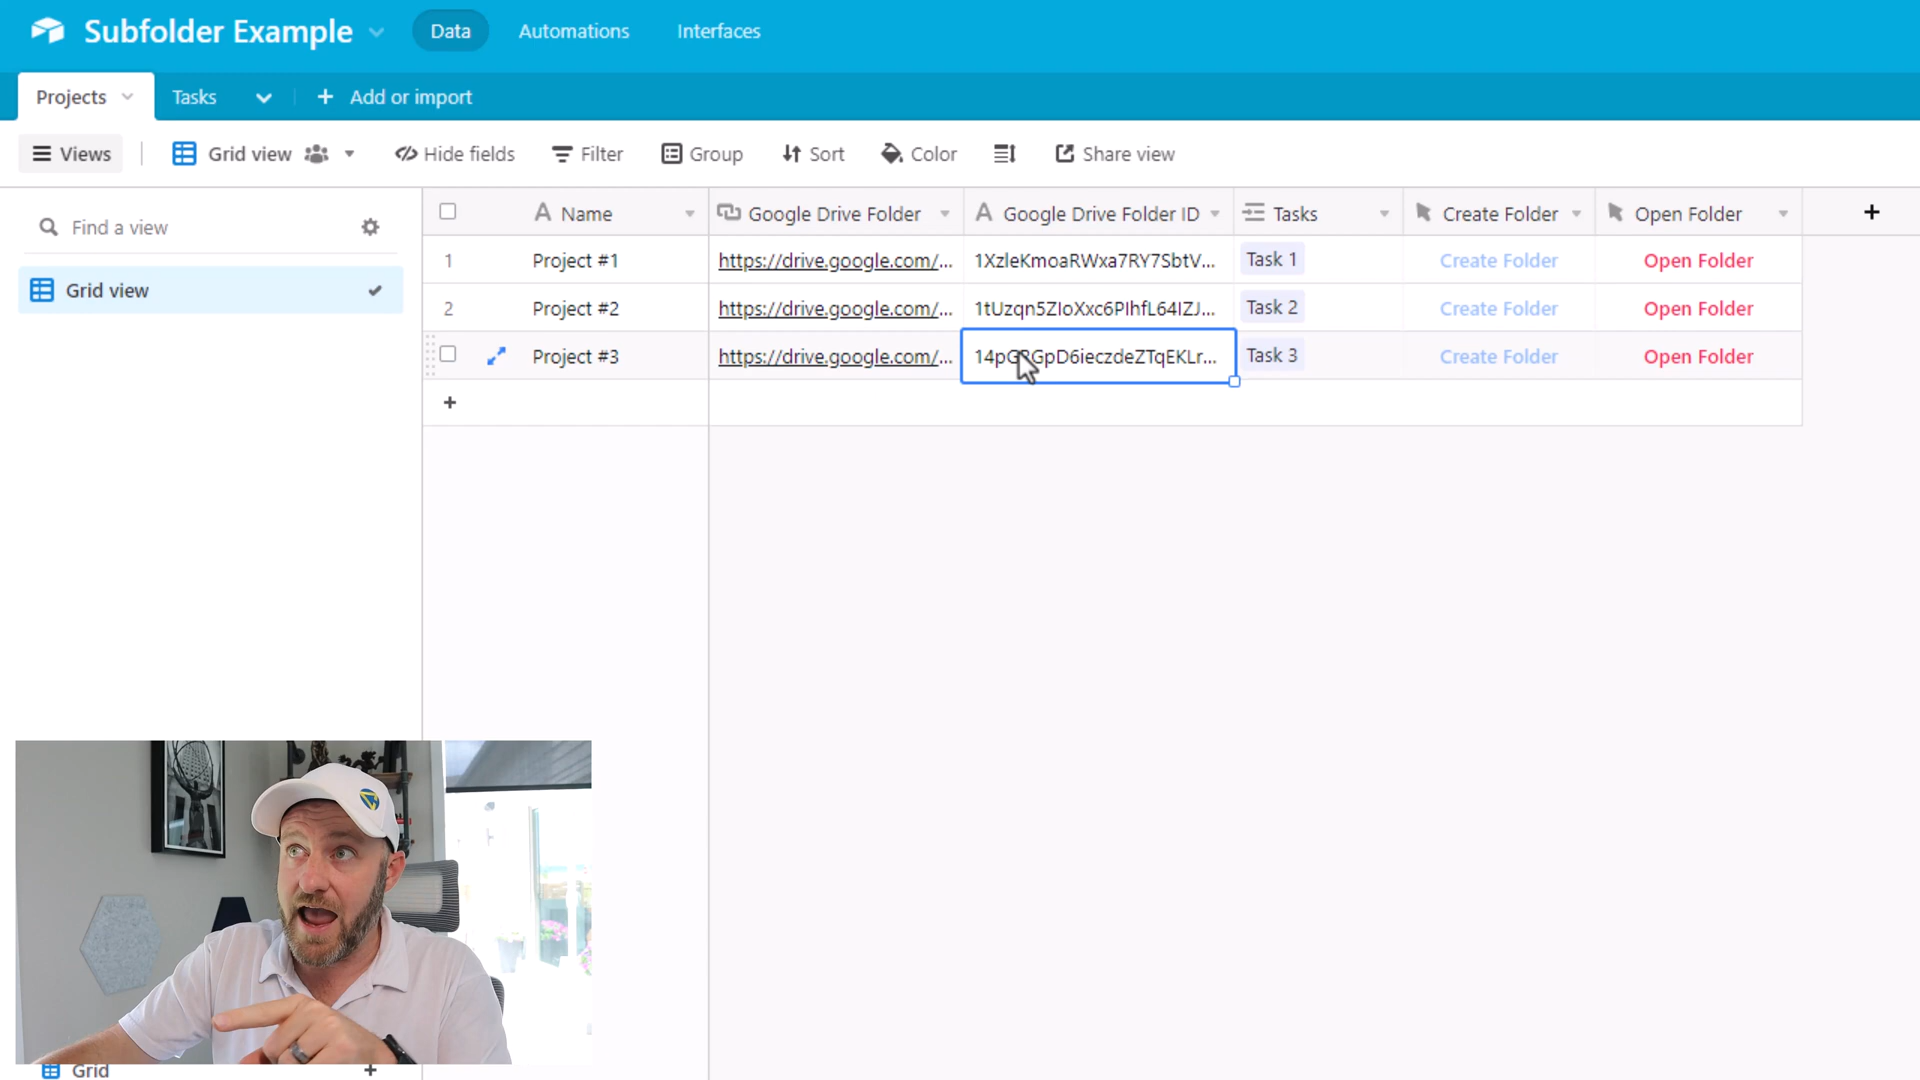 Subfolder Example Data Automations Interfaces
Projects Tasks + Add or import
Views Grid view Hide fields Filter Group Sort Color Share view
Find a view
Grid view
Name Google Drive Folder Google Drive Folder ID Tasks Create Folder Open Folder +
1 Project #1 https://drive.google.com/... 1XzleKmoaRWxa7RY7SbtV... Task 1 Create Folder Open Folder
2 Project #2 https://drive.google.com/... 1tUzqn5ZIoXxc6PIhfL64IZJ... Task 2 Create Folder Open Folder
Project #3 https://drive.google.com/... Task 3 Create Folder Open Folder
+
Grid +